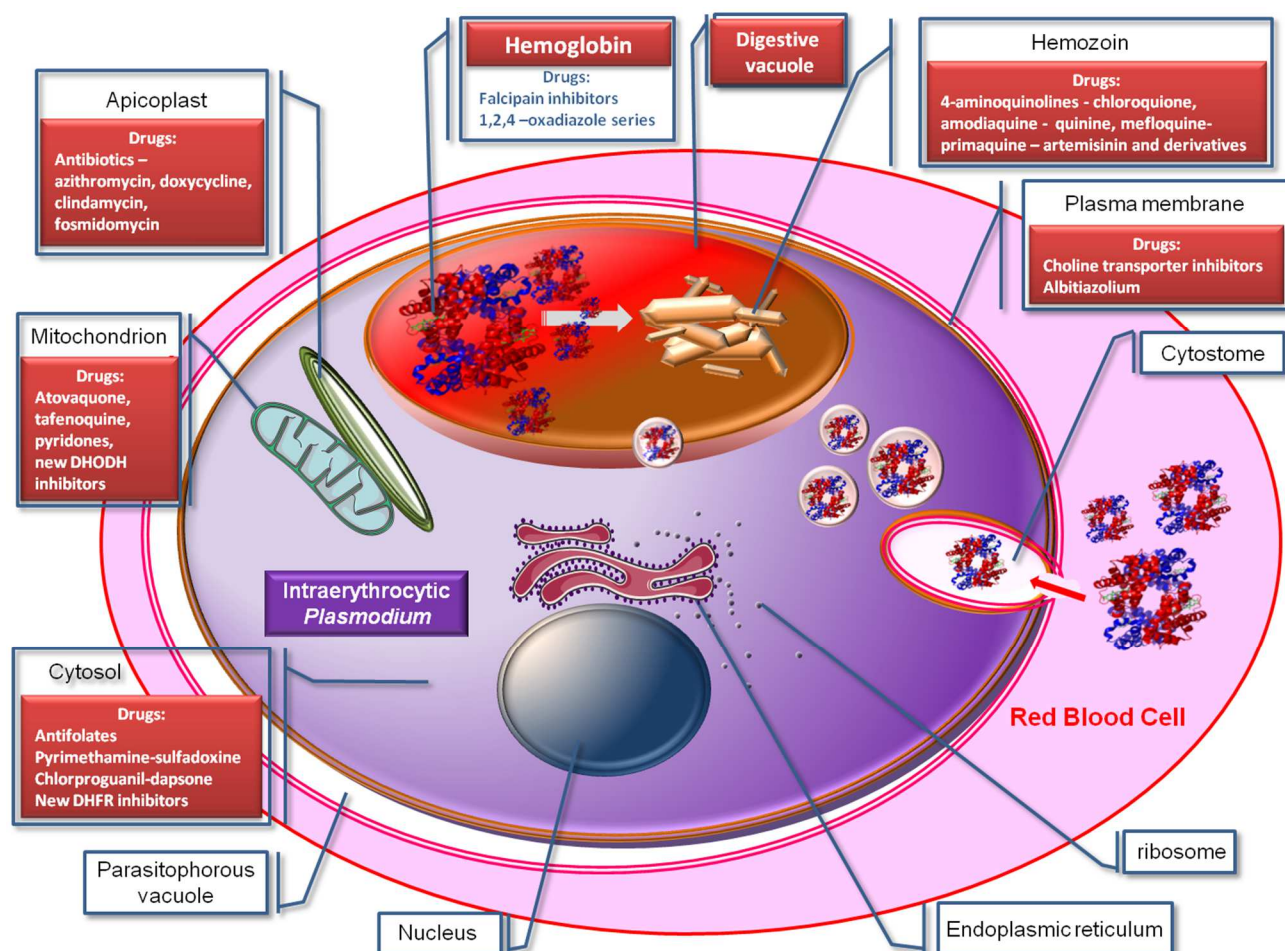 Hemoglobin
Drugs:
Falcipain inhibitors
1,2,4 –oxadiazole series
Digestive
vacuole
Hemozoin
Drugs:
4-aminoquinolines - chloroquione,
amodiaquine - quinine, mefloquine-
primaquine – artemisinin and derivatives
Apicoplast
Drugs:
Antibiotics –
azithromycin, doxycycline,
clindamycin,
fosmidomycin
Plasma membrane
Drugs:
Choline transporter inhibitors
Albitiazolium
Mitochondrion
Drugs:
Atovaquone,
tafenoquine,
pyridones,
new DHODH
inhibitors
Cytostome
Intraerythrocytic
Plasmodium
Cytosol
Drugs:
Antifolates
Pyrimethamine-sulfadoxine
Chlorproguanil-dapsone
New DHFR inhibitors
Red Blood Cell
Parasitophorous
vacuole
Nucleus
ribosome
Endoplasmic reticulum